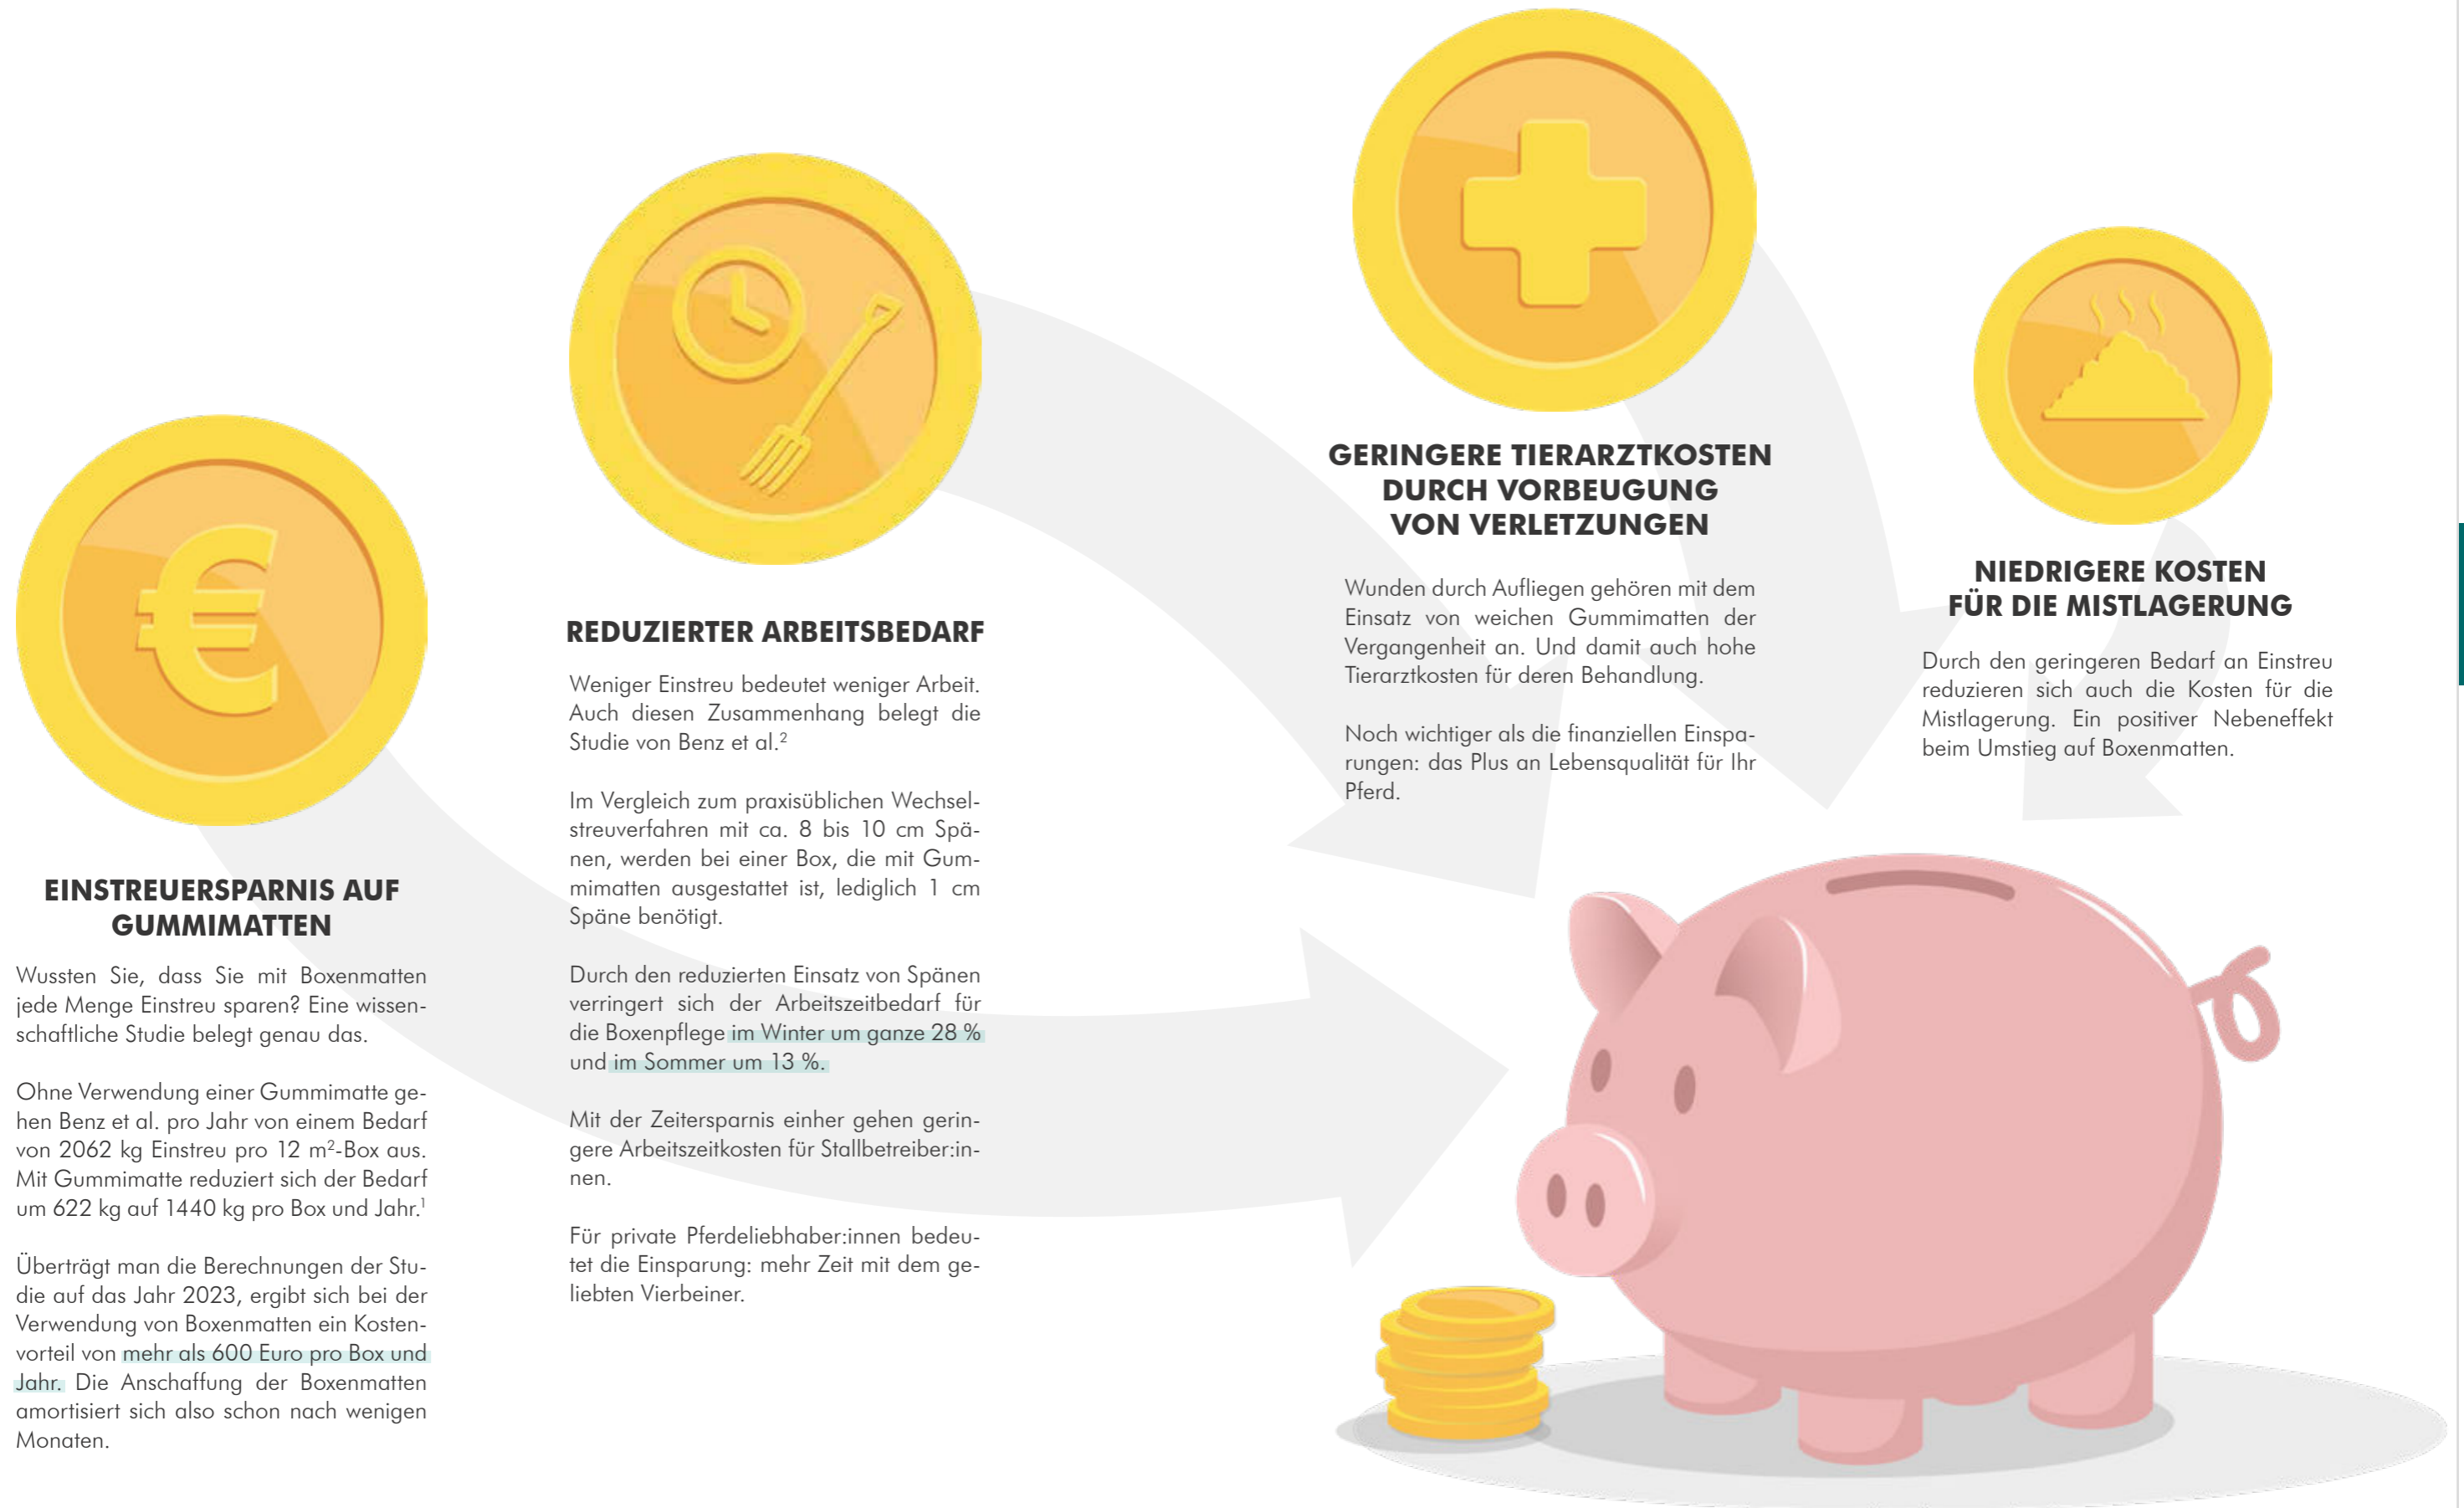 EINSTREUERSPARNIS AUF
GUMMIMATTEN
Wussten Sie, dass Sie mit Boxenmatten
jede Menge Einstreu sparen? Eine wissen-
schaftliche Studie belegt genau das.
Ohne Verwendung einer Gummimatte ge-
hen Benz et al. pro Jahr von einem Bedarf
von 2062 kg Einstreu pro 12 m²-Box aus.
Mit Gummimatte reduziert sich der Bedarf
um 622 kg auf 1440 kg pro Box und Jahr.¹
Überträgt man die Berechnungen der Stu-
die auf das Jahr 2023, ergibt sich bei der
Verwendung von Boxenmatten ein Kosten-
vorteil von mehr als 600 Euro pro Box und
Jahr. Die Anschaffung der Boxenmatten
amortisiert sich also schon nach wenigen
Monaten.
REDUZIERTER ARBEITSBEDARF
Weniger Einstreu bedeutet weniger Arbeit.
Auch diesen Zusammenhang belegt die
Studie von Benz et al.²
Im Vergleich zum praxisüblichen Wechsel-
streuverfahren mit ca. 8 bis 10 cm Spä-
nen, werden bei einer Box, die mit Gum-
mimatten ausgestattet ist, lediglich 1 cm
Späne benötigt.
Durch den reduzierten Einsatz von Spänen
verringert sich der Arbeitszeitbedarf für
die Boxenpflege im Winter um ganze 28 %
und im Sommer um 13 %.
Mit der Zeitersparnis einher gehen gerin-
gere Arbeitszeitkosten für Stallbetreiber:in-
nen.
Für private Pferdeliebhaber:innen bedeu-
tet die Einsparung: mehr Zeit mit dem ge-
liebten Vierbeiner.
GERINGERE TIERARZTKOSTEN
DURCH VORBEUGUNG
VON VERLETZUNGEN
Wunden durch Aufliegen gehören mit dem
Einsatz von weichen Gummimatten der
Vergangenheit an. Und damit auch hohe
Tierarztkosten für deren Behandlung.
Noch wichtiger als die finanziellen Einspa-
rungen: das Plus an Lebensqualität für Ihr
Pferd.
NIEDRIGERE KOSTEN
FÜR DIE MISTLAGERUNG
Durch den geringeren Bedarf an Einstreu
reduzieren sich auch die Kosten für die
Mistlagerung. Ein positiver Nebeneffekt
beim Umstieg auf Boxenmatten.